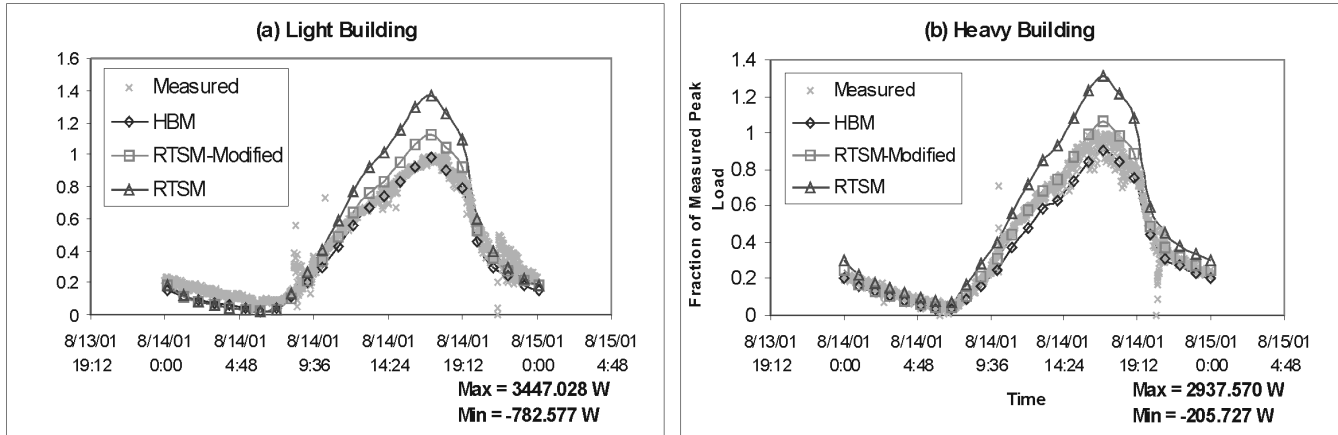 (a) Light Building
1.6
1.4
1.2
1
0.8
0.6
0.4
0.2
0
Measured
HBM
RTSM-Modified
RTSM
8/13/01 8/14/01 8/14/01 8/14/01 8/14/01 8/14/01 8/15/01 8/15/01
19:12 0:00 4:48 9:36 14:24 19:12 0:00 4:48
Max = 3447.028 W
Min = -782.577 W
(b) Heavy Building
Fraction of Measured Peak
Load
1.4
1.2
1
0.8
0.6
0.4
0.2
0
Measured
HBM
RTSM-Modified
RTSM
8/13/01 8/14/01 8/14/01 8/14/01 8/14/01 8/14/01 8/15/01 8/15/01
19:12 0:00 4:48 9:36 14:24 19:12 0:00 4:48
Time
Max = 2937.570 W
Min = -205.727 W